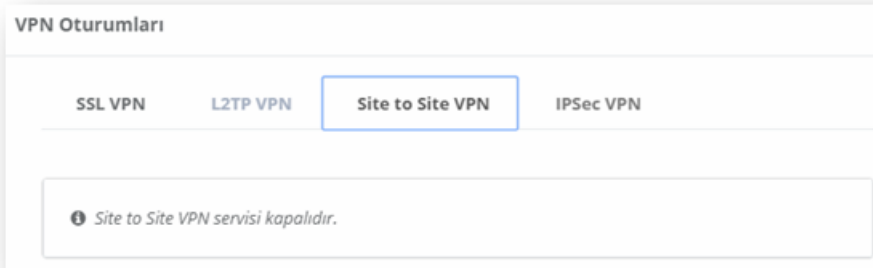 VPN Oturumları
SSL VPN L2TP VPN Site to Site VPN IPSec VPN
Site to Site VPN servisi kapalıdır.